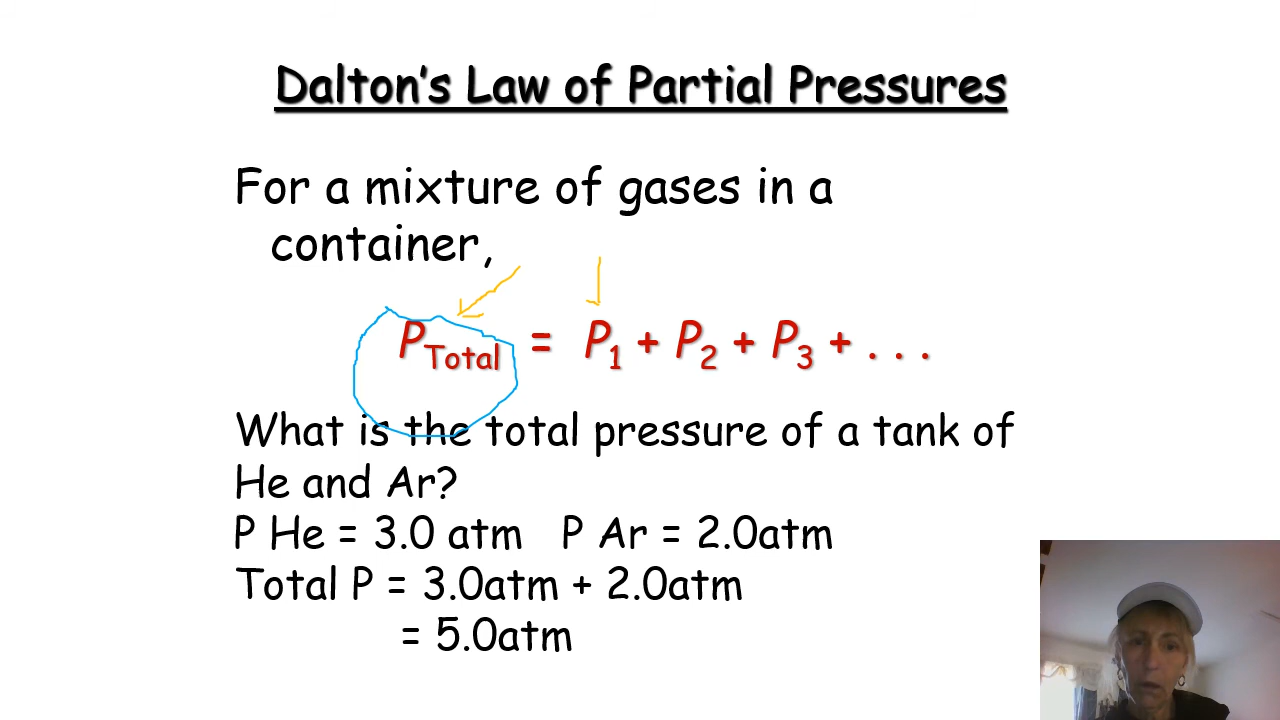 Dalton’s Law of Partial Pressures
For a mixture of gases in a
container,
P Total = P1 + P2 + P3 + . . .
What is the total pressure of a tank of
He and Ar?
P He = 3.0 atm P Ar = 2.0atm
Total P = 3.0atm + 2.0atm
= 5.0atm